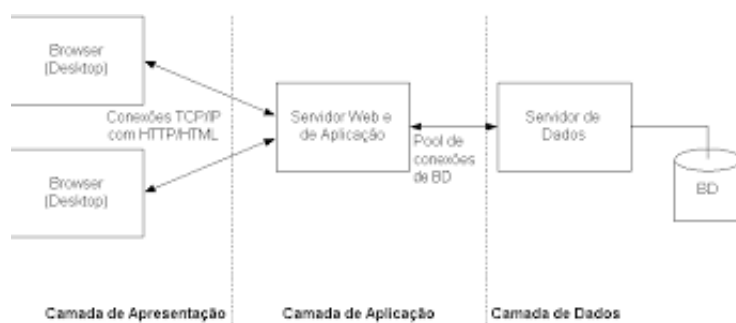 Browser
(Desktop)
Conexões TCP/IP
com HTTP/HTML
Browser
(Desktop)
Servidor Web e
de Aplicação
Pool de
conexões
de BD
Servidor de
Dados
BD
Camada de Apresentação
Camada de Aplicação
Camada de Dados